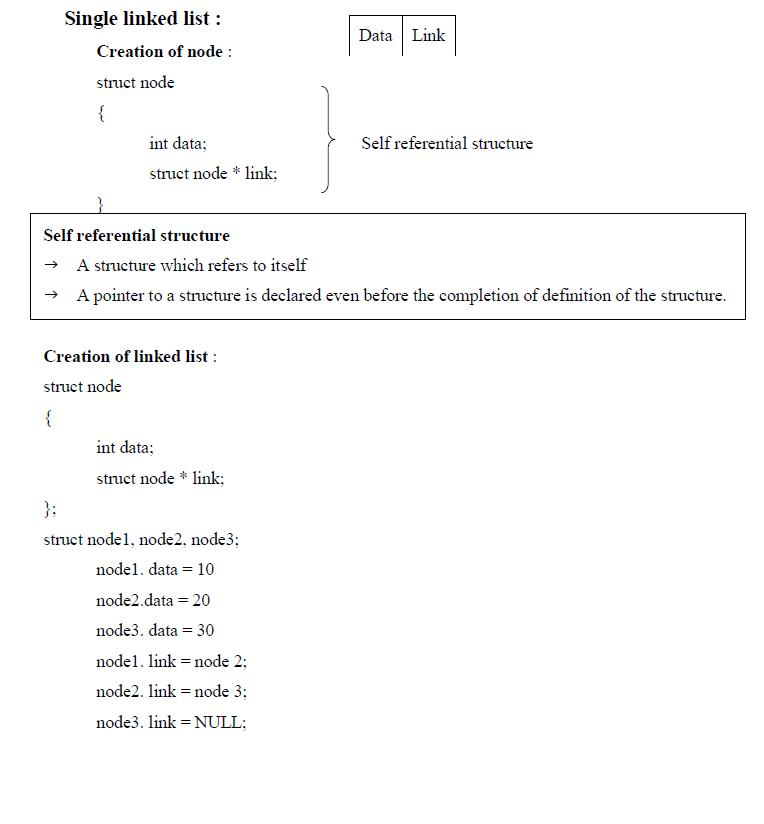 Single linked list :
Data Link
Creation of node :
struct node
{
int data;
Self referential structure
struct node * link;
}
Self referential structure
→ A structure which refers to itself
→ A pointer to a structure is declared even before the completion of definition of the structure.
Creation of linked list :
struct node
{
int data;
struct node * link;
};
struct node1, node2, node3;
node1. data = 10
node2.data = 20
node3. data = 30
node1. link = node 2;
node2. link = node 3;
node3. link = NULL;